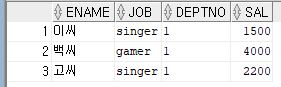 ENAME JOB DEPTNO SAL
1 이씨 singer 1 1500
2 백씨 gamer 1 4000
3 고씨 singer 1 2200